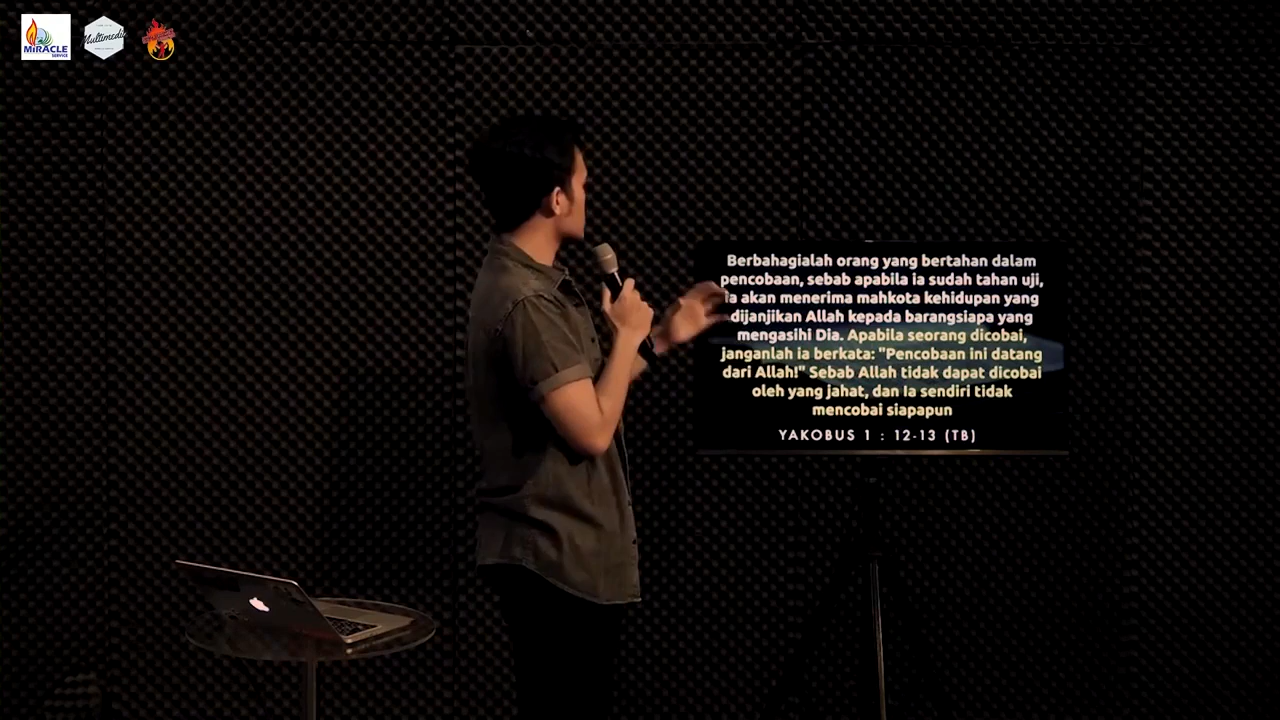 MiRACLE
SERVICE
Multimedia
Berbahagialah orang yang bertahan dalam
pencobaan, sebab apabila ia sudah tahan uji,
ia akan menerima mahkota kehidupan yang
dijanjikan Allah kepada barangsiapa yang
mengasihi Dia. Apabila seorang dicobai,
janganlah ia berkata: "Pencobaan ini datang
dari Allah!" Sebab Allah tidak dapat dicobai
oleh yang jahat, dan Ia sendiri tidak
mencobai siapapun
YAKOBUS 1 : 12-13 (TB)